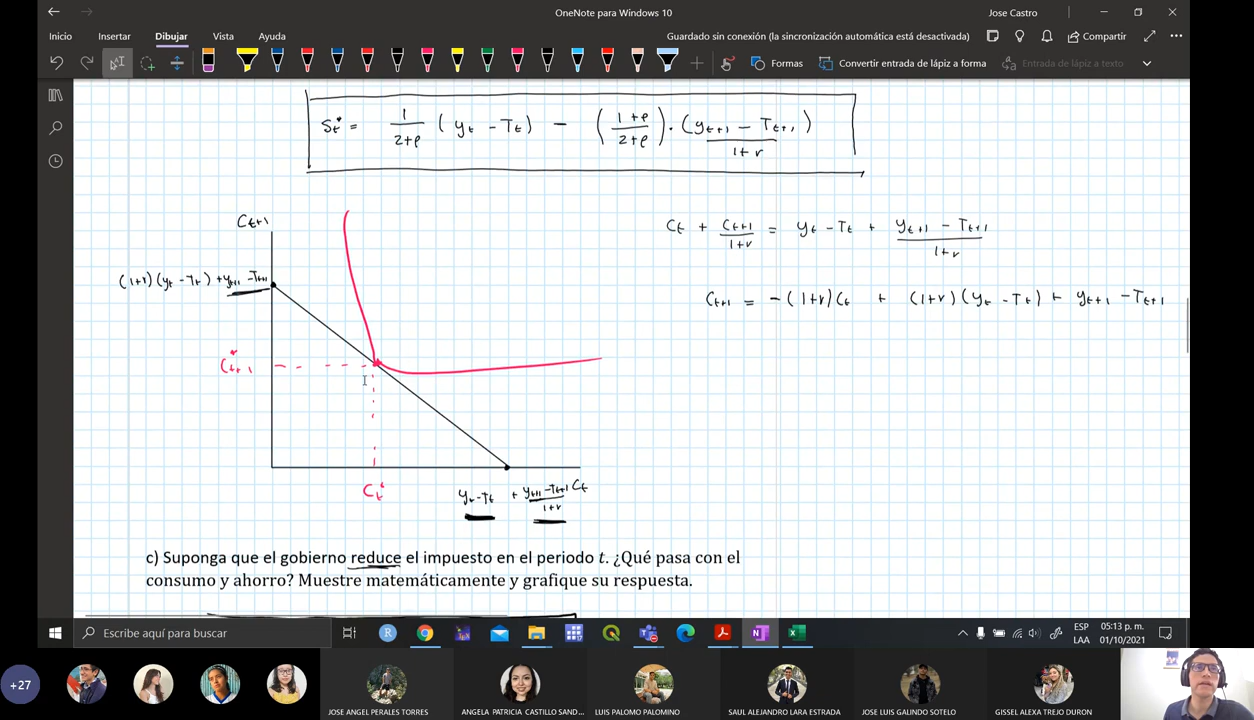 OneNote para Windows 10
Jose Castro
Inicio Insertar Dibujar Vista Ayuda
Guardado sin conexión (la sincronización automática está desactivada)
Compartir
Formas
Convertir entrada de lápiz a forma
Entrada de lápiz a texto
St* = 1/(2+ρ) (yt - Tt) - ((1+ρ)/(2+ρ)) · (yt+1 - Tt+1)/(1+r)
Ct+1
(1+r)(yt - Tt) + yt+1 - Tt+1
C*t+1
Ct*
yt - Tt + (yt+1 - Tt+1)/(1+r)
Ct
Ct + Ct+1/(1+r) = yt - Tt + (yt+1 - Tt+1)/(1+r)
Ct+1 = -(1+r)Ct + (1+r)(yt - Tt) + yt+1 - Tt+1
c) Suponga que el gobierno reduce el impuesto en el periodo t. ¿Qué pasa con el
consumo y ahorro? Muestre matemáticamente y grafique su respuesta.
Escribe aquí para buscar
ESP
LAA
05:13 p. m.
01/10/2021
+27
JOSE ANGEL PERALES TORRES
ANGELA PATRICIA CASTILLO SAND...
LUIS PALOMO PALOMINO
SAUL ALEJANDRO LARA ESTRADA
JOSE LUIS GALINDO SOTELO
GISSEL ALEXA TREJO DURON